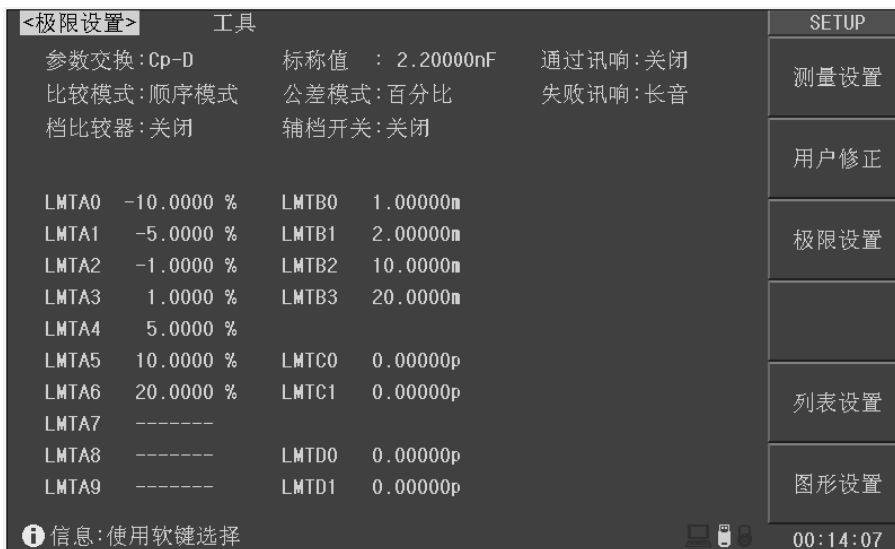 <极限设置> 工具 SETUP
参数交换:Cp-D 标称值 : 2.20000nF 通过讯响:关闭
比较模式:顺序模式 公差模式:百分比 失败讯响:长音
档比较器:关闭 辅档开关:关闭
LMTA0 -10.0000 % LMTB0 1.00000m
LMTA1 -5.0000 % LMTB1 2.00000m
LMTA2 -1.0000 % LMTB2 10.0000m
LMTA3 1.0000 % LMTB3 20.0000m
LMTA4 5.0000 %
LMTA5 10.0000 % LMTC0 0.00000p
LMTA6 20.0000 % LMTC1 0.00000p
LMTA7 -------
LMTA8 ------- LMTD0 0.00000p
LMTA9 ------- LMTD1 0.00000p
测量设置
用户修正
极限设置
列表设置
图形设置
信息:使用软键选择 00:14:07